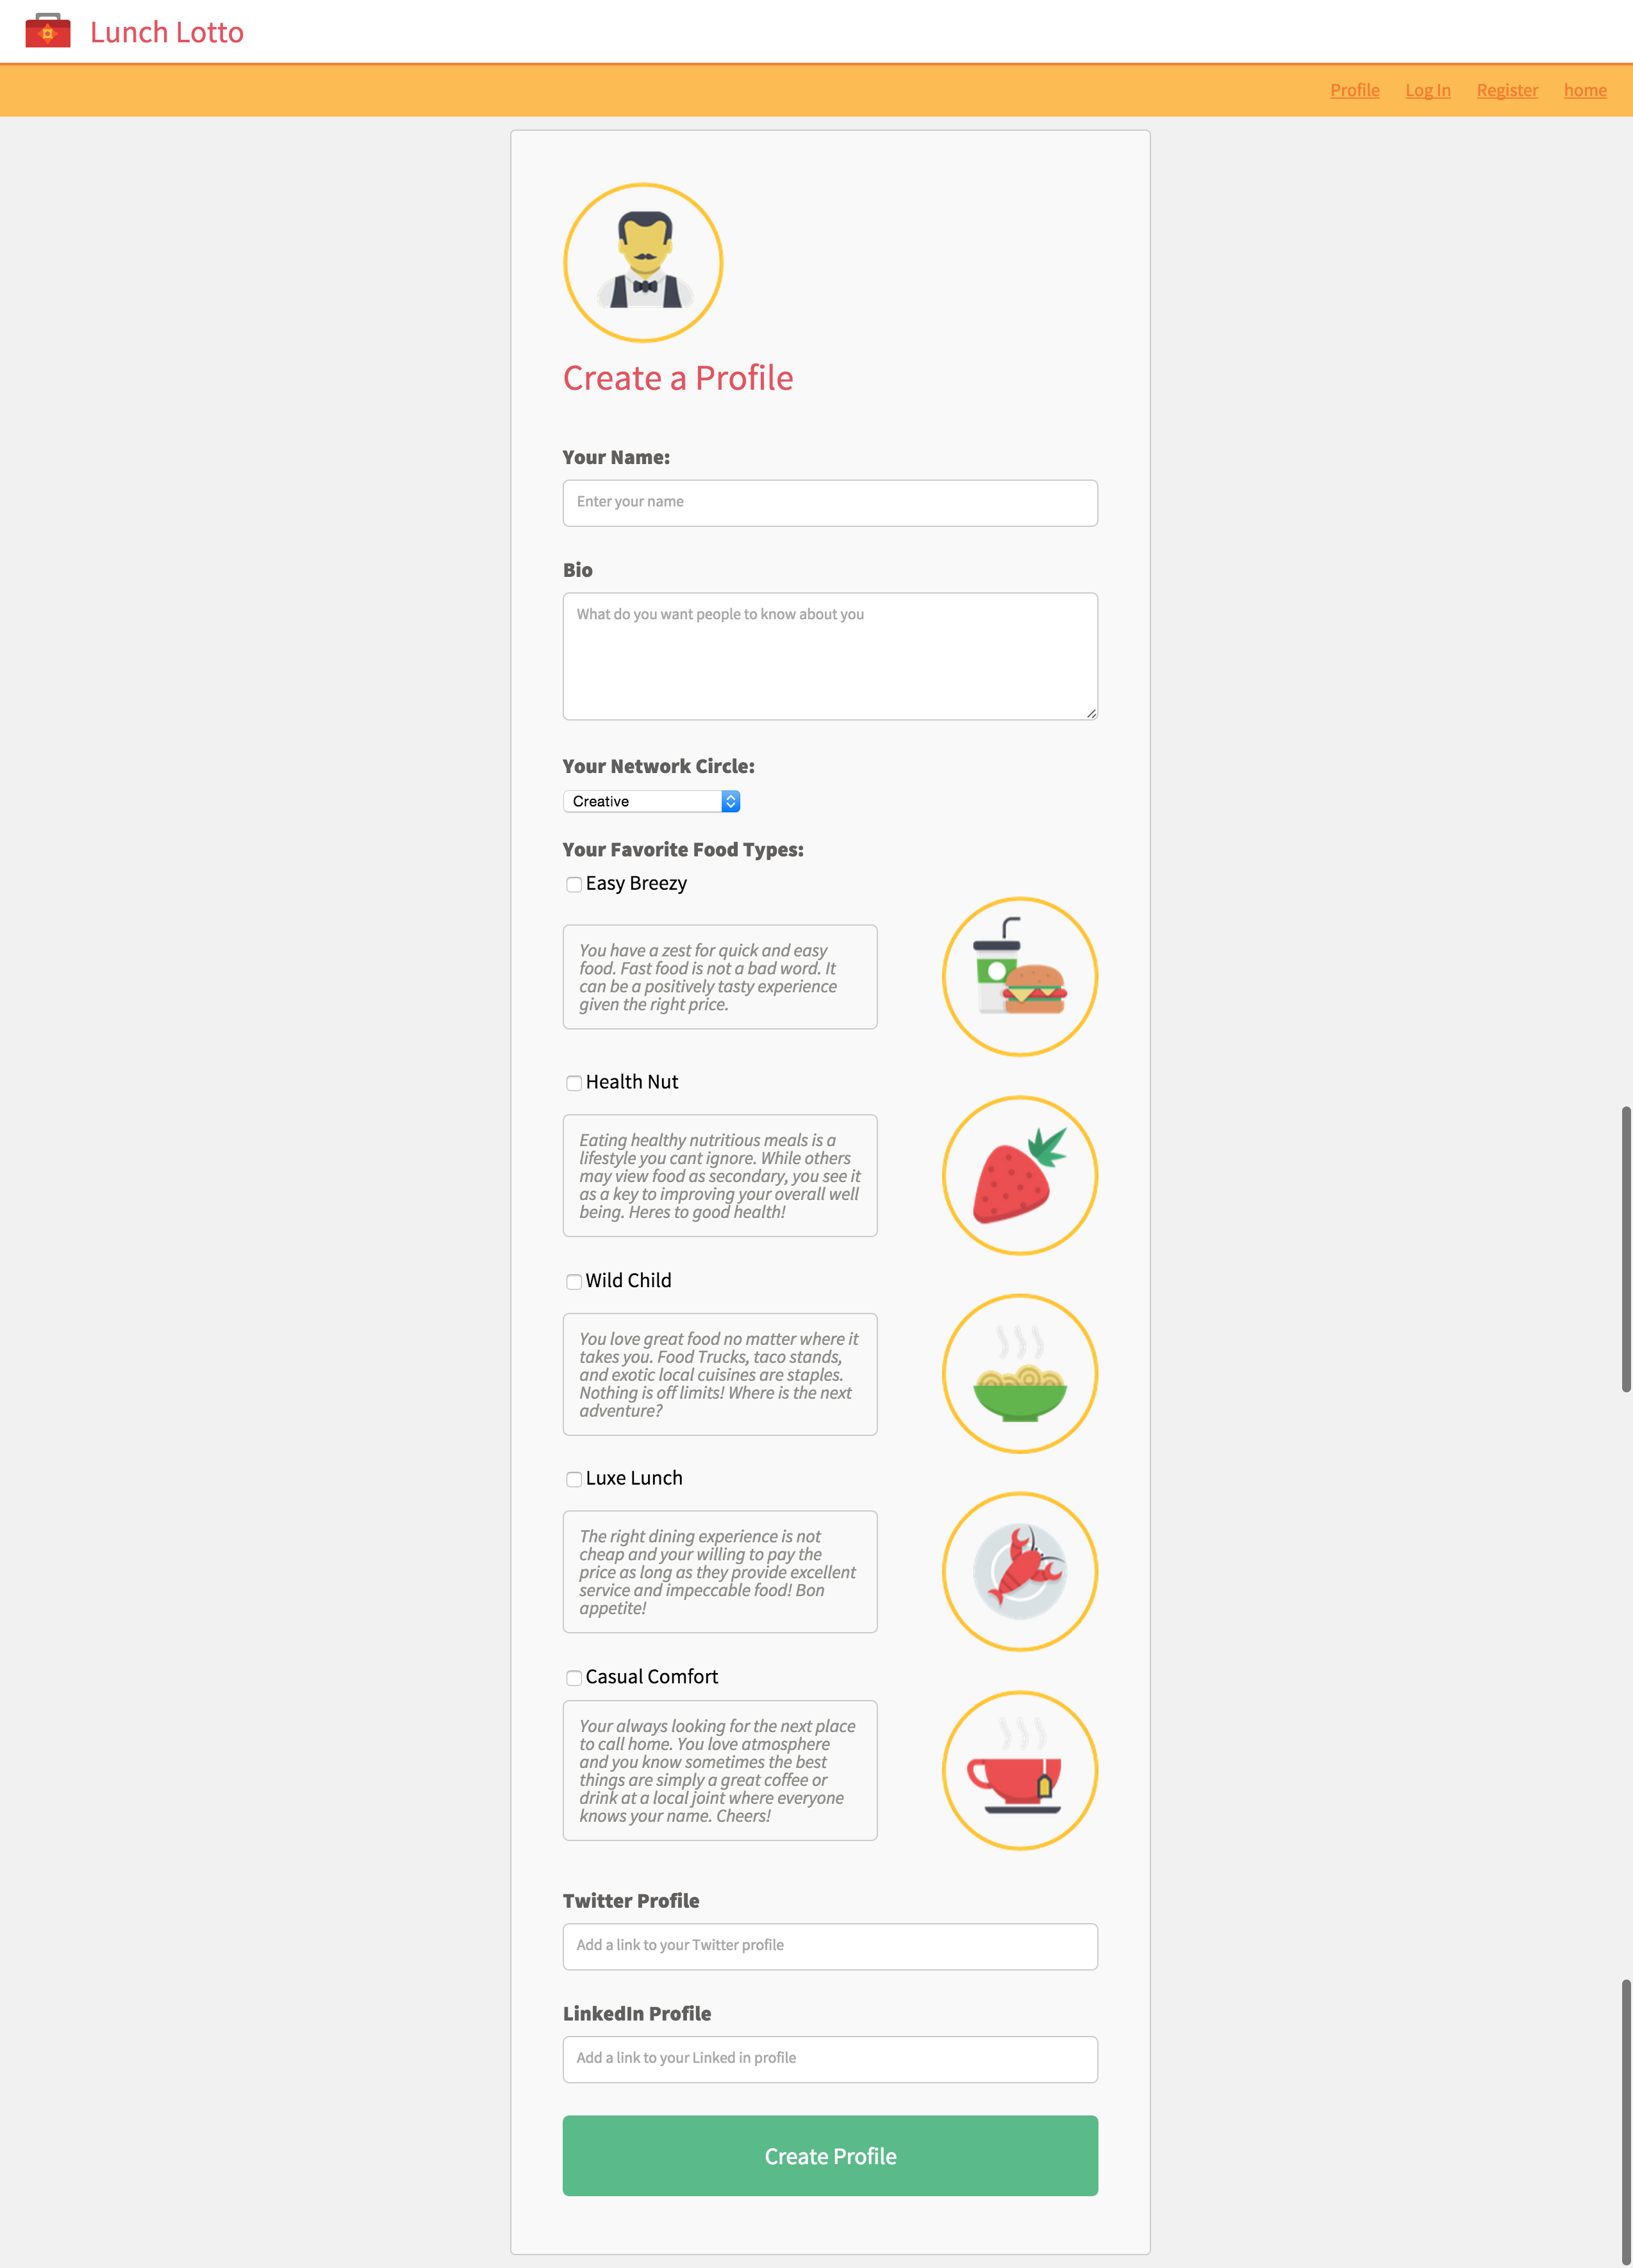 Lunch Lotto
Profile Log In Register home
Create a Profile
Your Name:
Enter your name
Bio
What do you want people to know about you
Your Network Circle:
Creative
Your Favorite Food Types:
Easy Breezy
You have a zest for quick and easy
food. Fast food is not a bad word. It
can be a positively tasty experience
given the right price.
Health Nut
Eating healthy nutritious meals is a
lifestyle you cant ignore. While others
may view food as secondary, you see it
as a key to improving your overall well
being. Heres to good health!
Wild Child
You love great food no matter where it
takes you. Food Trucks, taco stands,
and exotic local cuisines are staples.
Nothing is off limits! Where is the next
adventure?
Luxe Lunch
The right dining experience is not
cheap and your willing to pay the
price as long as they provide excellent
service and impeccable food! Bon
appetite!
Casual Comfort
Your always looking for the next place
to call home. You love atmosphere
and you know sometimes the best
things are simply a great coffee or
drink at a local joint where everyone
knows your name. Cheers!
Twitter Profile
Add a link to your Twitter profile
LinkedIn Profile
Add a link to your Linked in profile
Create Profile